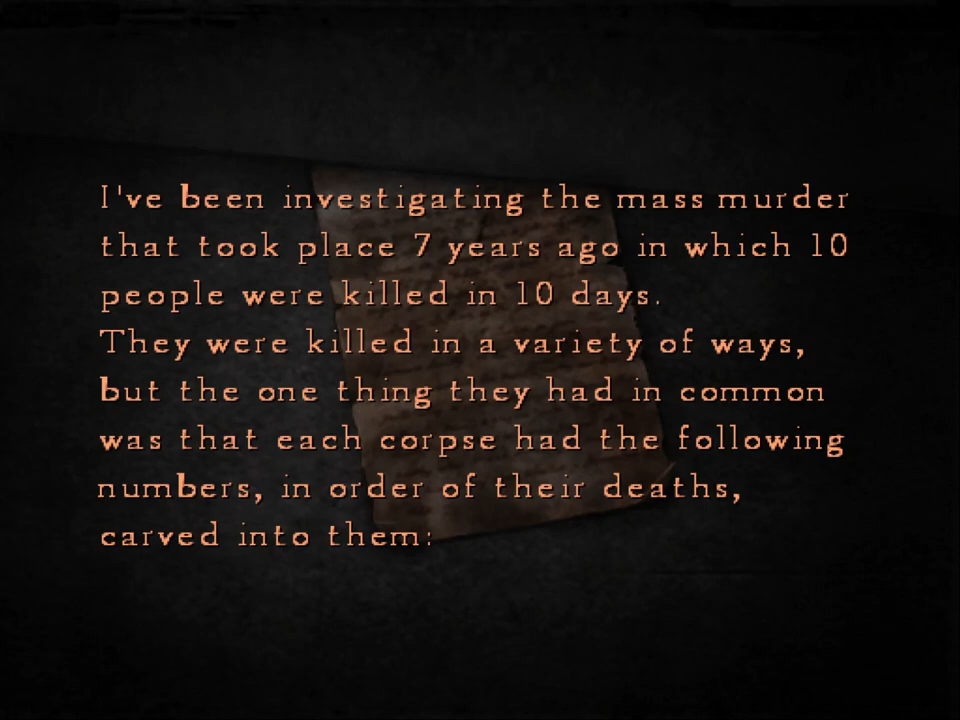 I've been investigating the mass murder
that took place 7 years ago in which 10
people were killed in 10 days.
They were killed in a variety of ways,
but the one thing they had in common
was that each corpse had the following
numbers, in order of their deaths,
carved into them: